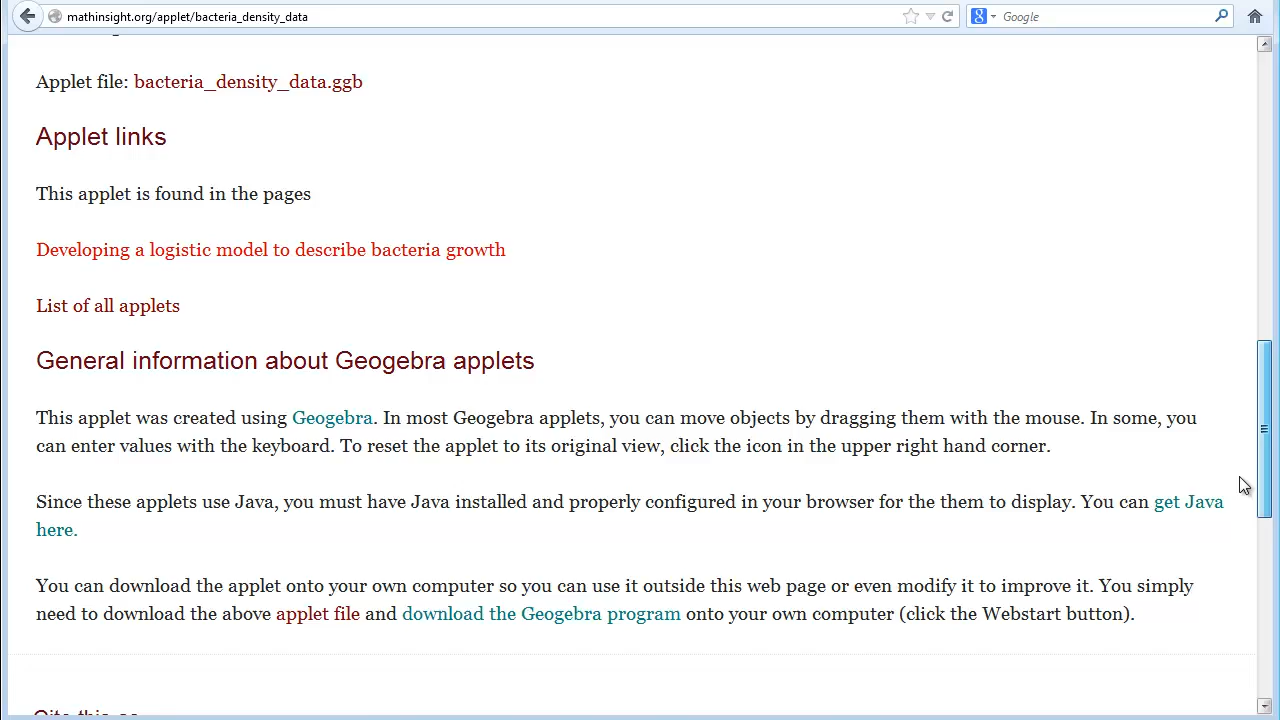 mathinsight.org/applet/bacteria_density_data
Google
Applet file: bacteria_density_data.ggb
Applet links
This applet is found in the pages
Developing a logistic model to describe bacteria growth
List of all applets
General information about Geogebra applets
This applet was created using Geogebra. In most Geogebra applets, you can move objects by dragging them with the mouse. In some, you
can enter values with the keyboard. To reset the applet to its original view, click the icon in the upper right hand corner.
Since these applets use Java, you must have Java installed and properly configured in your browser for the them to display. You can get Java
here.
You can download the applet onto your own computer so you can use it outside this web page or even modify it to improve it. You simply
need to download the above applet file and download the Geogebra program onto your own computer (click the Webstart button).
Cite this as